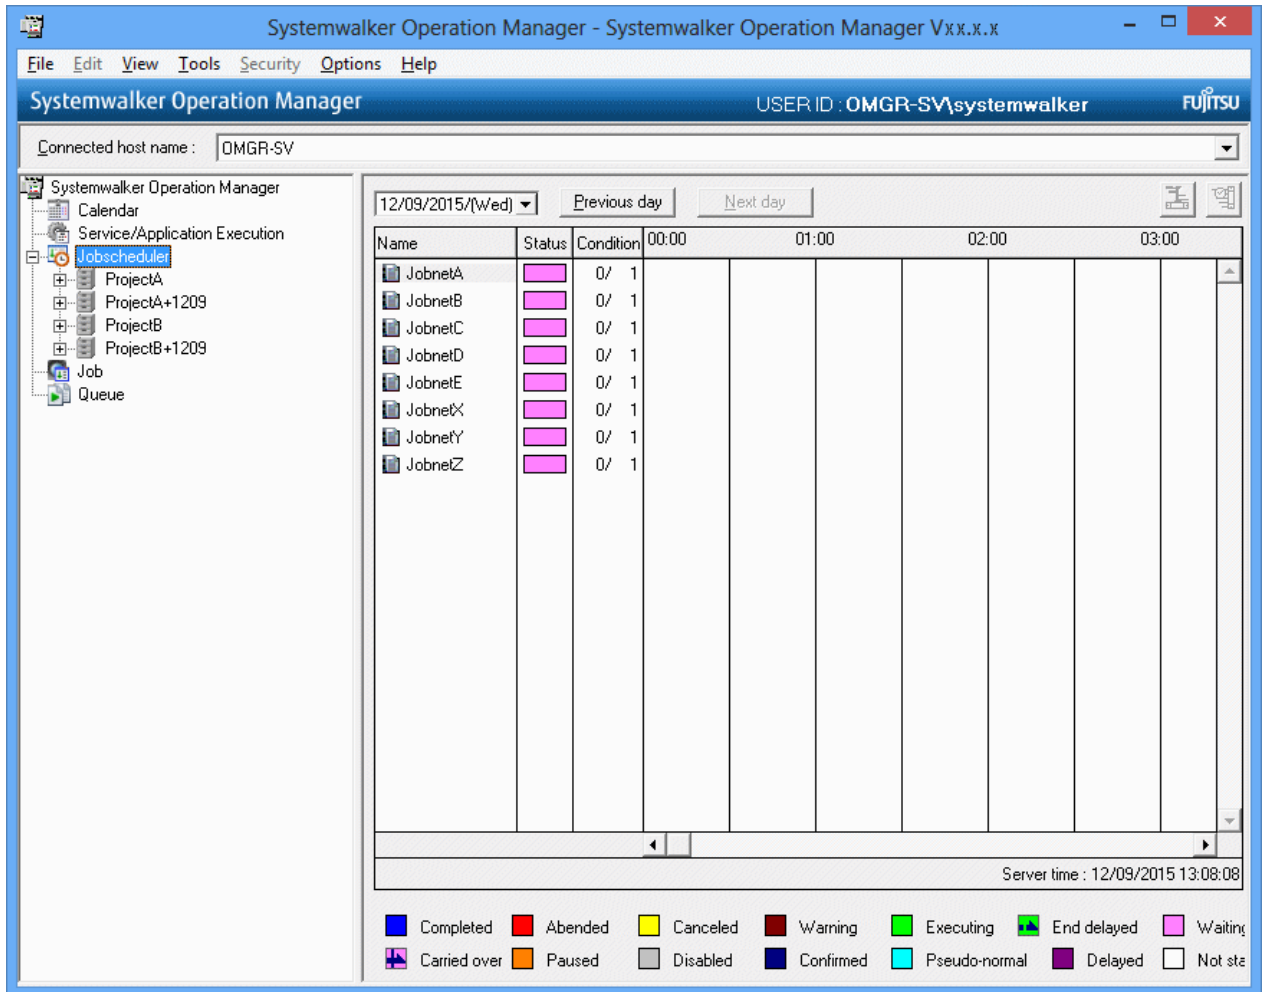 Systemwalker Operation Manager - Systemwalker Operation Manager Vxx.x.x
File Edit View Tools Security Options Help
Systemwalker Operation Manager USER ID : OMGR-SV\systemwalker FUJITSU
Connected host name : OMGR-SV
Systemwalker Operation Manager
Calendar
Service/Application Execution
Jobscheduler
ProjectA
ProjectA+1209
ProjectB
ProjectB+1209
Job
Queue
12/09/2015/(Wed) Previous day Next day
Name Status Condition 00:00 01:00 02:00 03:00
JobnetA 0/ 1
JobnetB 0/ 1
JobnetC 0/ 1
JobnetD 0/ 1
JobnetE 0/ 1
JobnetX 0/ 1
JobnetY 0/ 1
JobnetZ 0/ 1
Server time : 12/09/2015 13:08:08
Completed Abended Canceled Warning Executing End delayed Waiting
Carried over Paused Disabled Confirmed Pseudo-normal Delayed Not sta